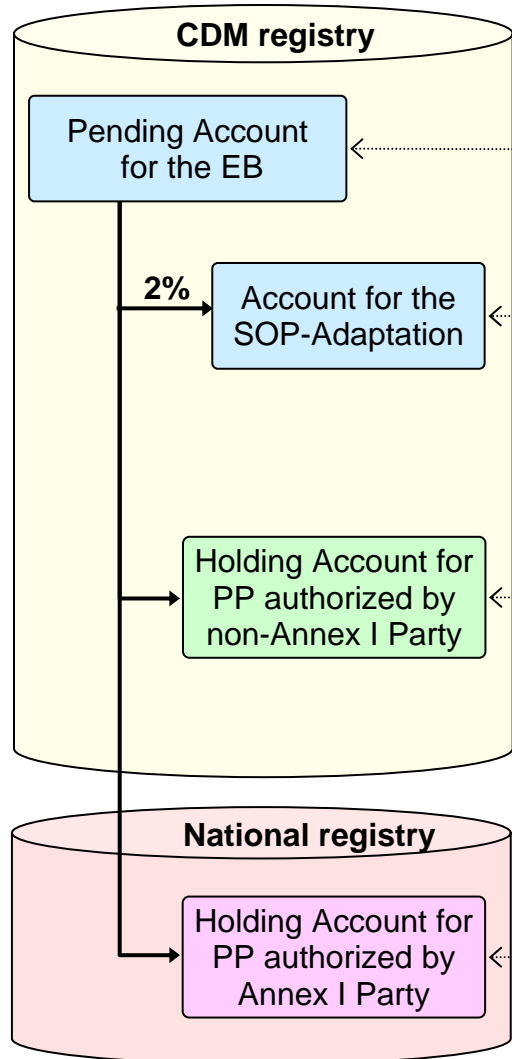 CDM registry
Pending Account
for the EB
2%
Account for the
SOP-Adaptation
Holding Account for
PP authorized by
non-Annex I Party
National registry
Holding Account for
PP authorized by
Annex I Party